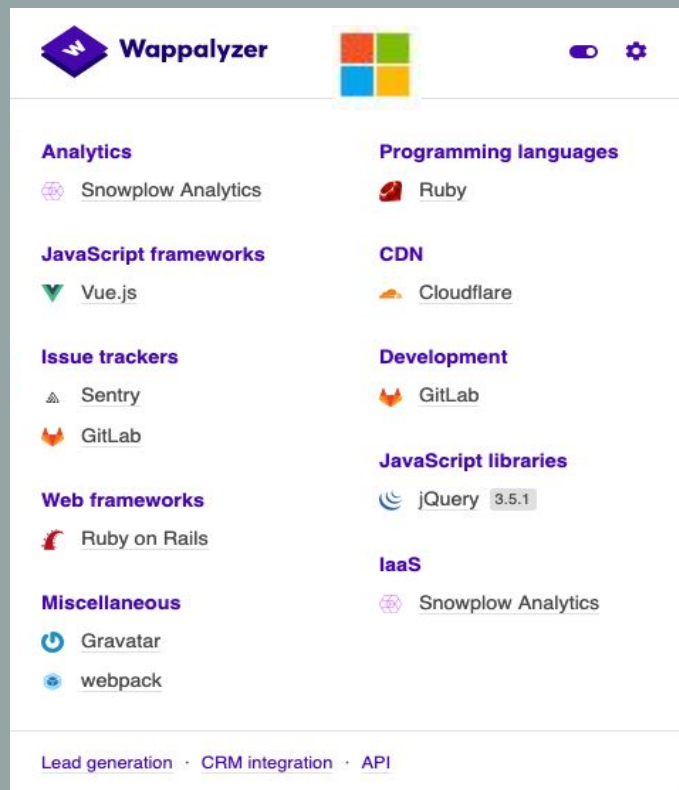 Wappalyzer
Analytics
Snowplow Analytics
JavaScript frameworks
Vue.js
Issue trackers
Sentry
GitLab
Web frameworks
Ruby on Rails
Miscellaneous
Gravatar
webpack
Programming languages
Ruby
CDN
Cloudflare
Development
GitLab
JavaScript libraries
jQuery 3.5.1
IaaS
Snowplow Analytics
Lead generation · CRM integration · API